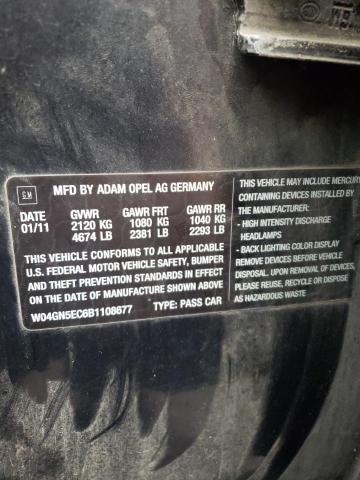 GM
MFD BY ADAM OPEL AG GERMANY
DATE GVWR GAWR FRT GAWR RR
01/11 2120 KG 1080 KG 1040 KG
4674 LB 2381 LB 2293 LB
THIS VEHICLE CONFORMS TO ALL APPLICABLE
U.S. FEDERAL MOTOR VEHICLE SAFETY, BUMPER
AND THEFT PREVENTION STANDARDS IN EFFECT
ON THE DATE OF MANUFACTURE SHOWN ABOVE
W04GN5EC6B1108677 TYPE: PASS CAR
THIS VEHICLE MAY INCLUDE MERCURY
CONTAINING DEVICES INSTALLED BY
THE MANUFACTURER:
- HIGH INTENSITY DISCHARGE
HEADLAMPS
- BACK LIGHTING COLOR DISPLAY
REMOVE DEVICES BEFORE VEHICLE
DISPOSAL, UPON REMOVAL OF DEVICES,
PLEASE REUSE, RECYCLE OR DISPOSE
AS HAZARDOUS WASTE